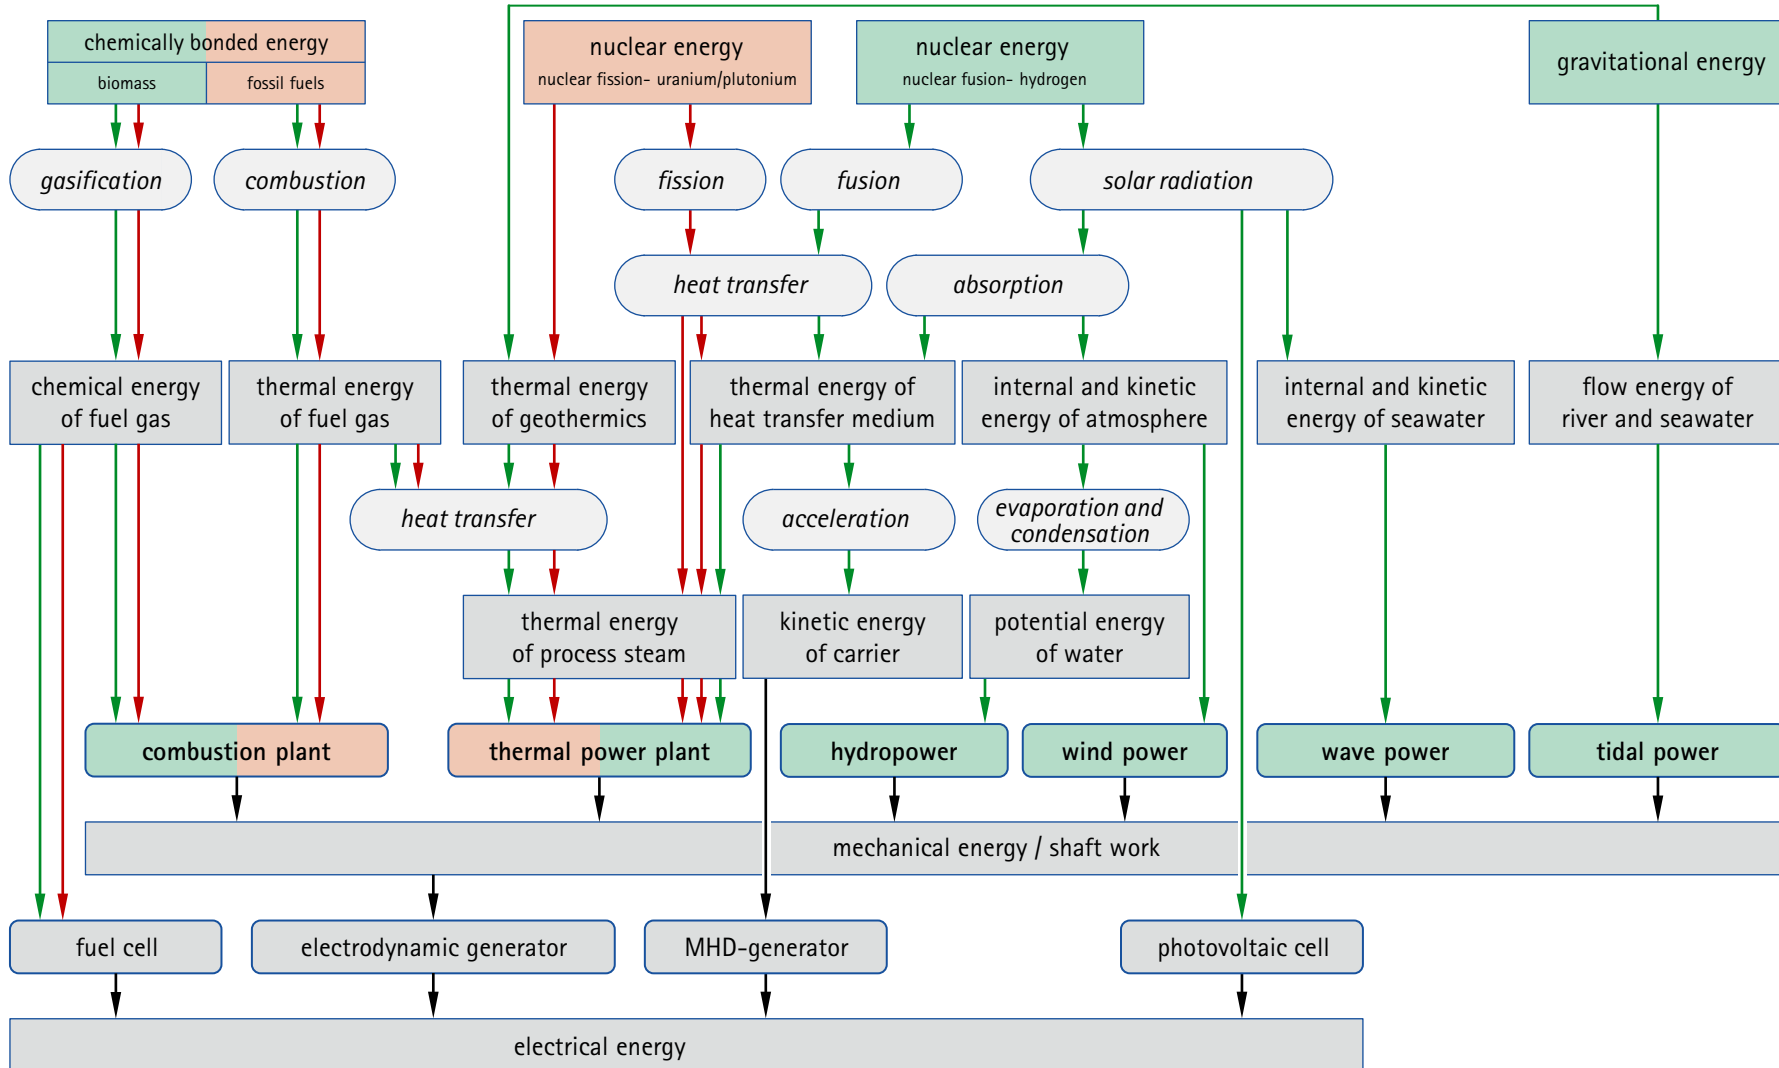 chemically bonded energy
biomass
fossil fuels
nuclear energy
nuclear fission- uranium/plutonium
nuclear energy
nuclear fusion- hydrogen
gravitational energy
gasification
combustion
fission
fusion
solar radiation
heat transfer
absorption
chemical energy
of fuel gas
thermal energy
of fuel gas
thermal energy
of geothermics
thermal energy of
heat transfer medium
internal and kinetic
energy of atmosphere
internal and kinetic
energy of seawater
flow energy of
river and seawater
heat transfer
acceleration
evaporation and
condensation
thermal energy
of process steam
kinetic energy
of carrier
potential energy
of water
combustion plant
thermal power plant
hydropower
wind power
wave power
tidal power
mechanical energy / shaft work
fuel cell
electrodynamic generator
MHD-generator
photovoltaic cell
electrical energy